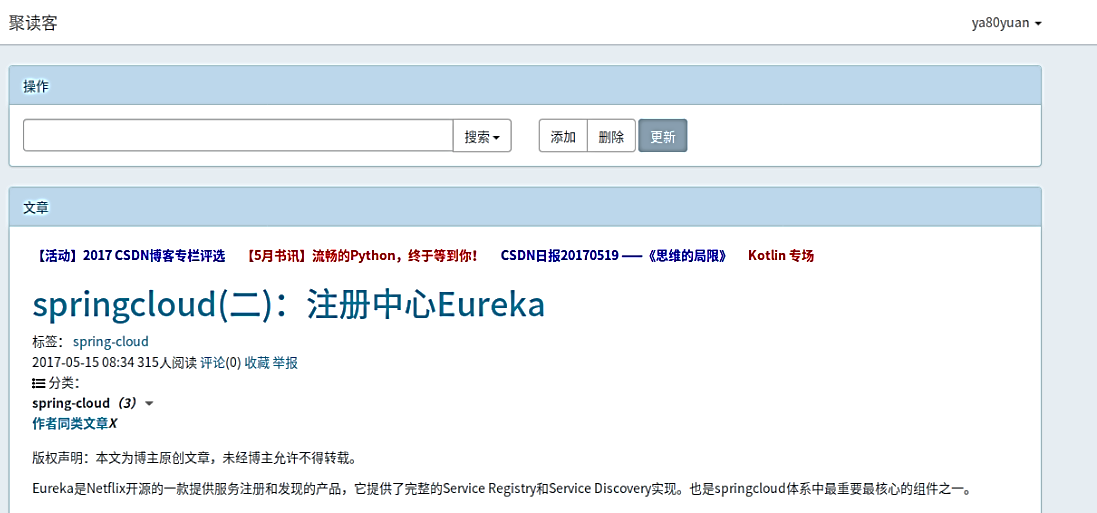 聚读客 ya80yuan
操作
搜索 添加 删除 更新
文章
【活动】2017 CSDN博客专栏评选 【5月书讯】流畅的Python，终于等到你！ CSDN日报20170519 ——《思维的局限》 Kotlin 专场
springcloud(二)：注册中心Eureka
标签： spring-cloud
2017-05-15 08:34 315人阅读 评论(0) 收藏 举报
分类：
spring-cloud（3）
作者同类文章X
版权声明：本文为博主原创文章，未经博主允许不得转载。
Eureka是Netflix开源的一款提供服务注册和发现的产品，它提供了完整的Service Registry和Service Discovery实现。也是springcloud体系中最重要最核心的组件之一。